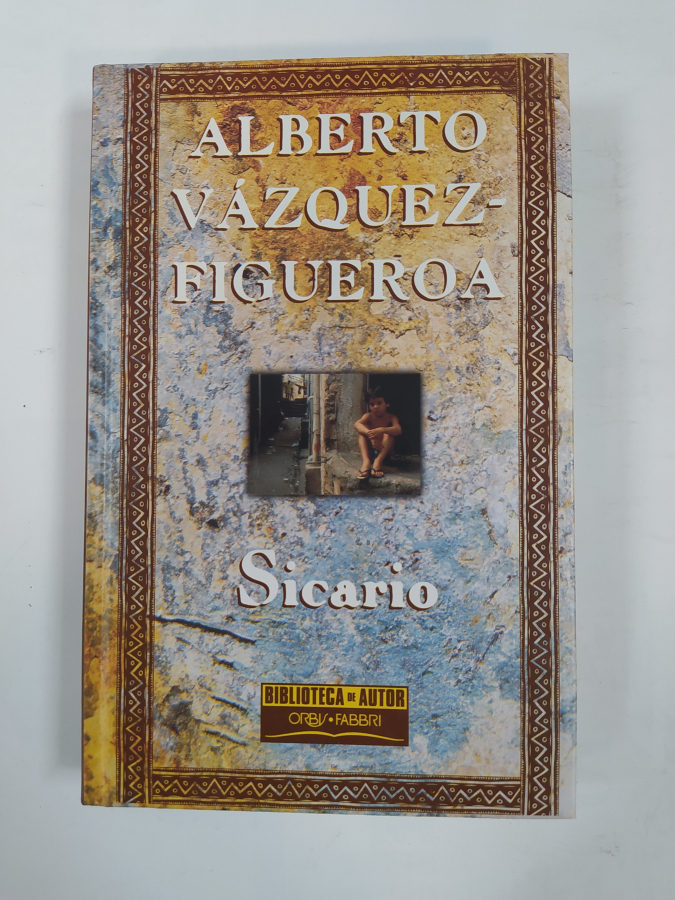 ALBERTO
VÁZQUEZ-
FIGUEROA
Sicario
BIBLIOTECA DE AUTOR
ORBIS • FABBRI